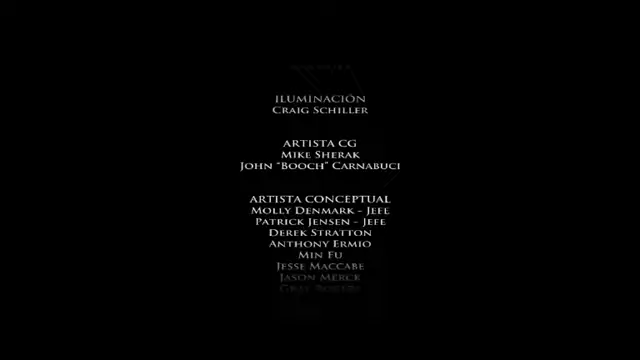 ILUMINACIÓN
CRAIG SCHILLER
ARTISTA CG
MIKE SHERAK
JOHN "BOOCH" CARNABUCI
ARTISTA CONCEPTUAL
MOLLY DENMARK - JEFE
PATRICK JENSEN - JEFE
DEREK STRATTON
ANTHONY ERMIO
MIN FU
JESSE MACCABE
JASON MERCK